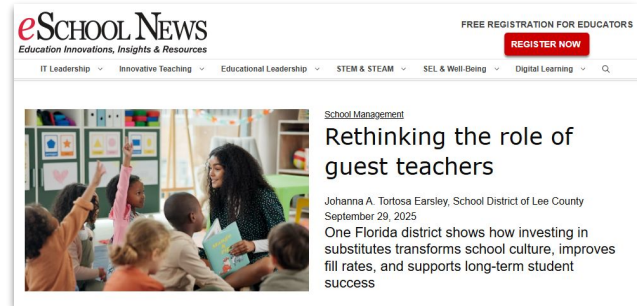 eSCHOOL NEWS
Education Innovations, Insights & Resources
FREE REGISTRATION FOR EDUCATORS
REGISTER NOW
IT Leadership
Innovative Teaching
Educational Leadership
STEM & STEAM
SEL & Well-Being
Digital Learning
School Management
Rethinking the role of
guest teachers
Johanna A. Tortosa Earsley, School District of Lee County
September 29, 2025
One Florida district shows how investing in
substitutes transforms school culture, improves
fill rates, and supports long-term student
success